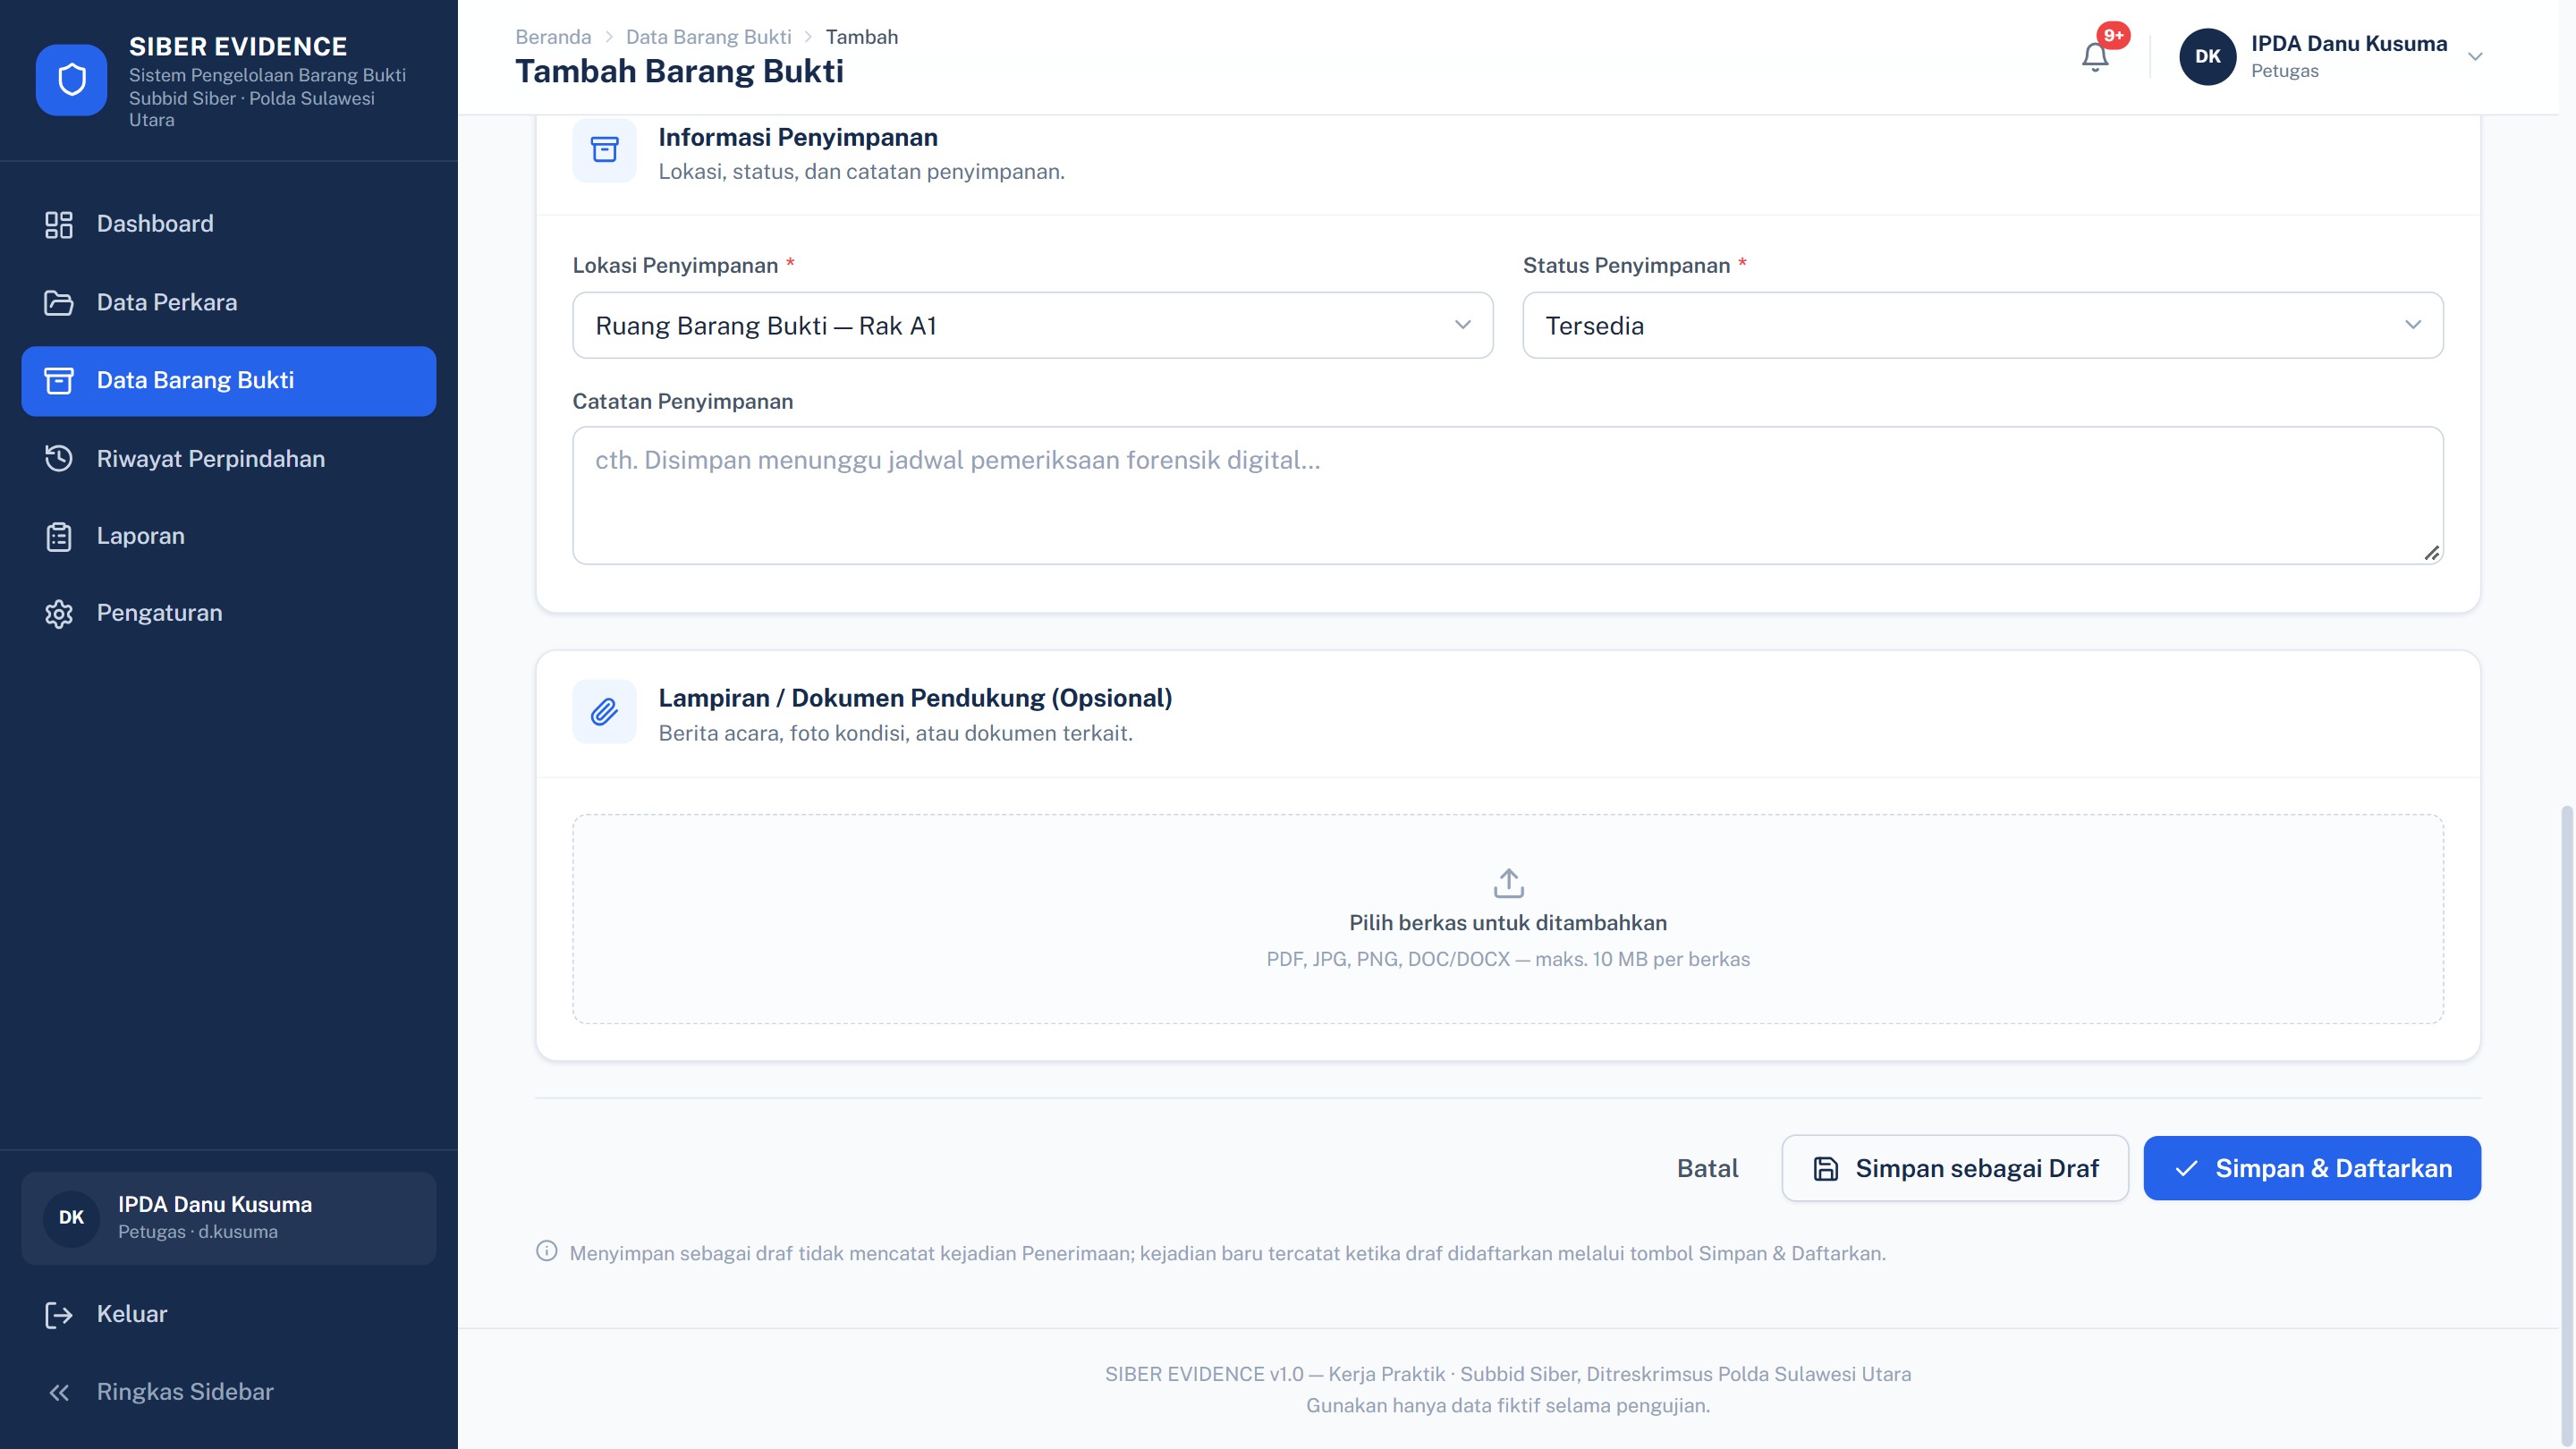 SIBER EVIDENCE
Sistem Pengelolaan Barang Bukti
Subbid Siber · Polda Sulawesi
Utara
Dashboard
Data Perkara
Data Barang Bukti
Riwayat Perpindahan
Laporan
Pengaturan
DK
IPDA Danu Kusuma
Petugas · d.kusuma
Keluar
Ringkas Sidebar
Beranda > Data Barang Bukti > Tambah
Tambah Barang Bukti
9+
DK
IPDA Danu Kusuma
Petugas
Informasi Penyimpanan
Lokasi, status, dan catatan penyimpanan.
Lokasi Penyimpanan *
Ruang Barang Bukti — Rak A1
Status Penyimpanan *
Tersedia
Catatan Penyimpanan
cth. Disimpan menunggu jadwal pemeriksaan forensik digital...
Lampiran / Dokumen Pendukung (Opsional)
Berita acara, foto kondisi, atau dokumen terkait.
Pilih berkas untuk ditambahkan
PDF, JPG, PNG, DOC/DOCX — maks. 10 MB per berkas
Batal
Simpan sebagai Draf
Simpan & Daftarkan
Menyimpan sebagai draf tidak mencatat kejadian Penerimaan; kejadian baru tercatat ketika draf didaftarkan melalui tombol Simpan & Daftarkan.
SIBER EVIDENCE v1.0 — Kerja Praktik · Subbid Siber, Ditreskrimsus Polda Sulawesi Utara
Gunakan hanya data fiktif selama pengujian.